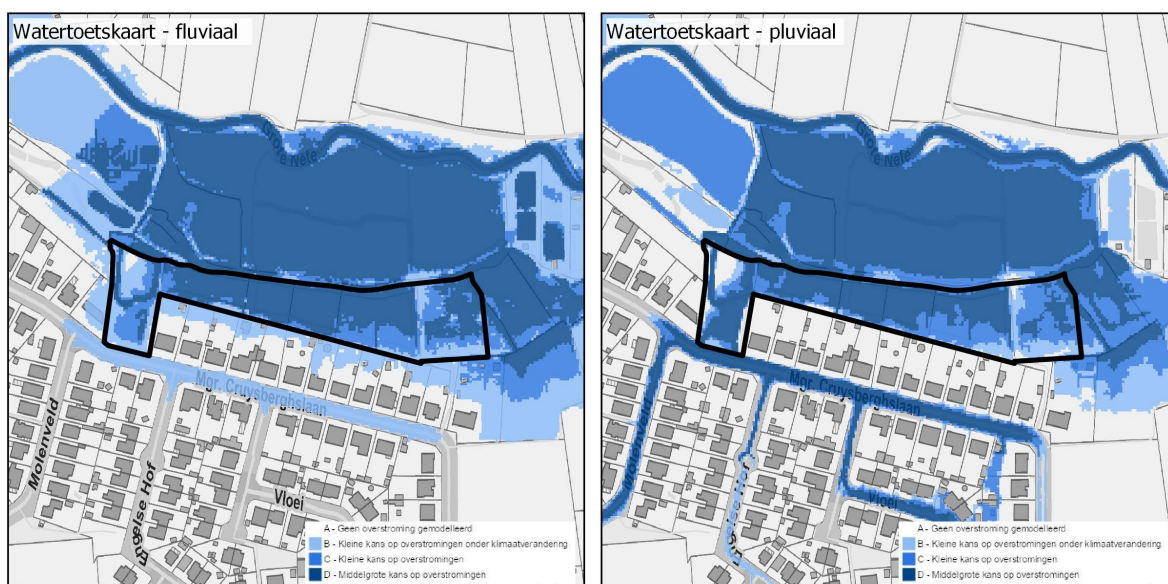 Watertoetskaart - fluviaal
Grote Nete
Mgr. Cruysberghslaan
Molenveld
Busselse Hof
Vloei
A - Geen overstroming gemodelleerd
B - Kleine kans op overstromingen onder klimaatverandering
C - Kleine kans op overstromingen
D - Middelgrote kans op overstromingen
Watertoetskaart - pluviaal
Grote Nete
Mgr. Cruysberghslaan
Molenveld
Vloei
A - Geen overstroming gemodelleerd
B - Kleine kans op overstromingen onder klimaatverandering
C - Kleine kans op overstromingen
D - Middelgrote kans op overstromingen